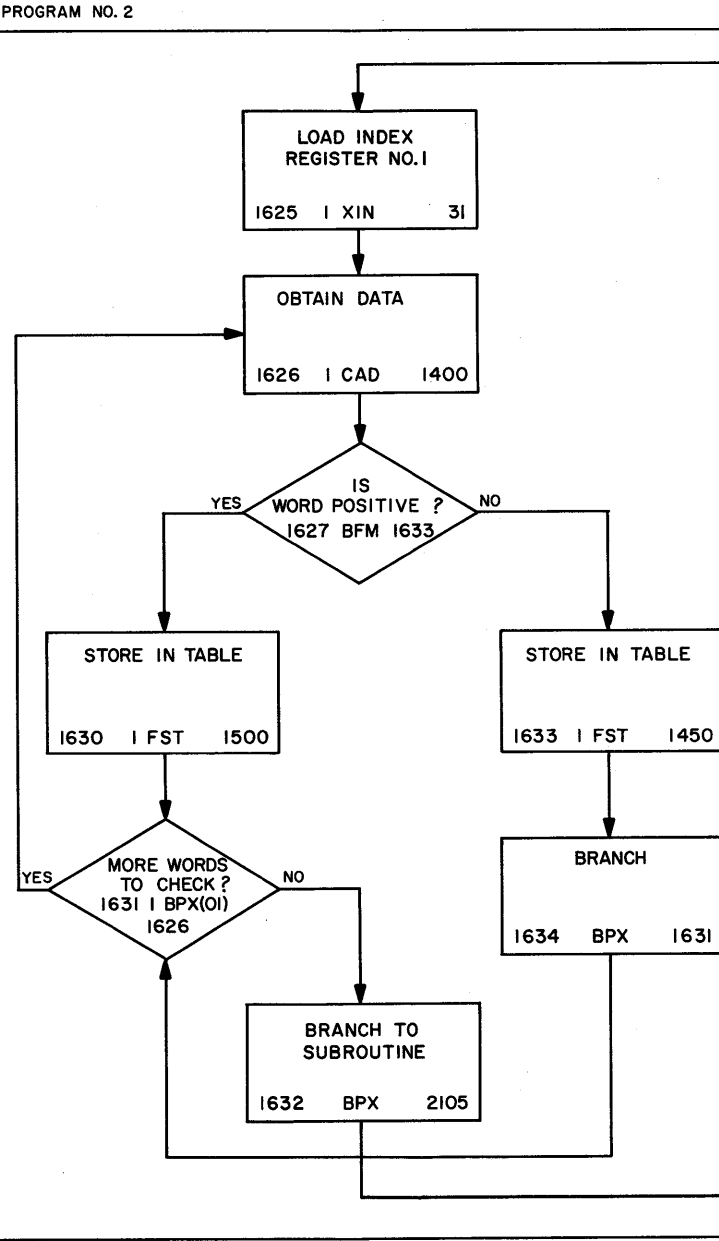 PROGRAM NO. 2
LOAD INDEX
REGISTER NO. 1
1625 1 XIN 31
OBTAIN DATA
1626 1 CAD 1400
IS
WORD POSITIVE ?
1627 BFM 1633
YES
NO
STORE IN TABLE
1630 1 FST 1500
STORE IN TABLE
1633 1 FST 1450
MORE WORDS
TO CHECK ?
1631 1 BPX(01)
1626
YES
NO
BRANCH
1634 BPX 1631
BRANCH TO
SUBROUTINE
1632 BPX 2105